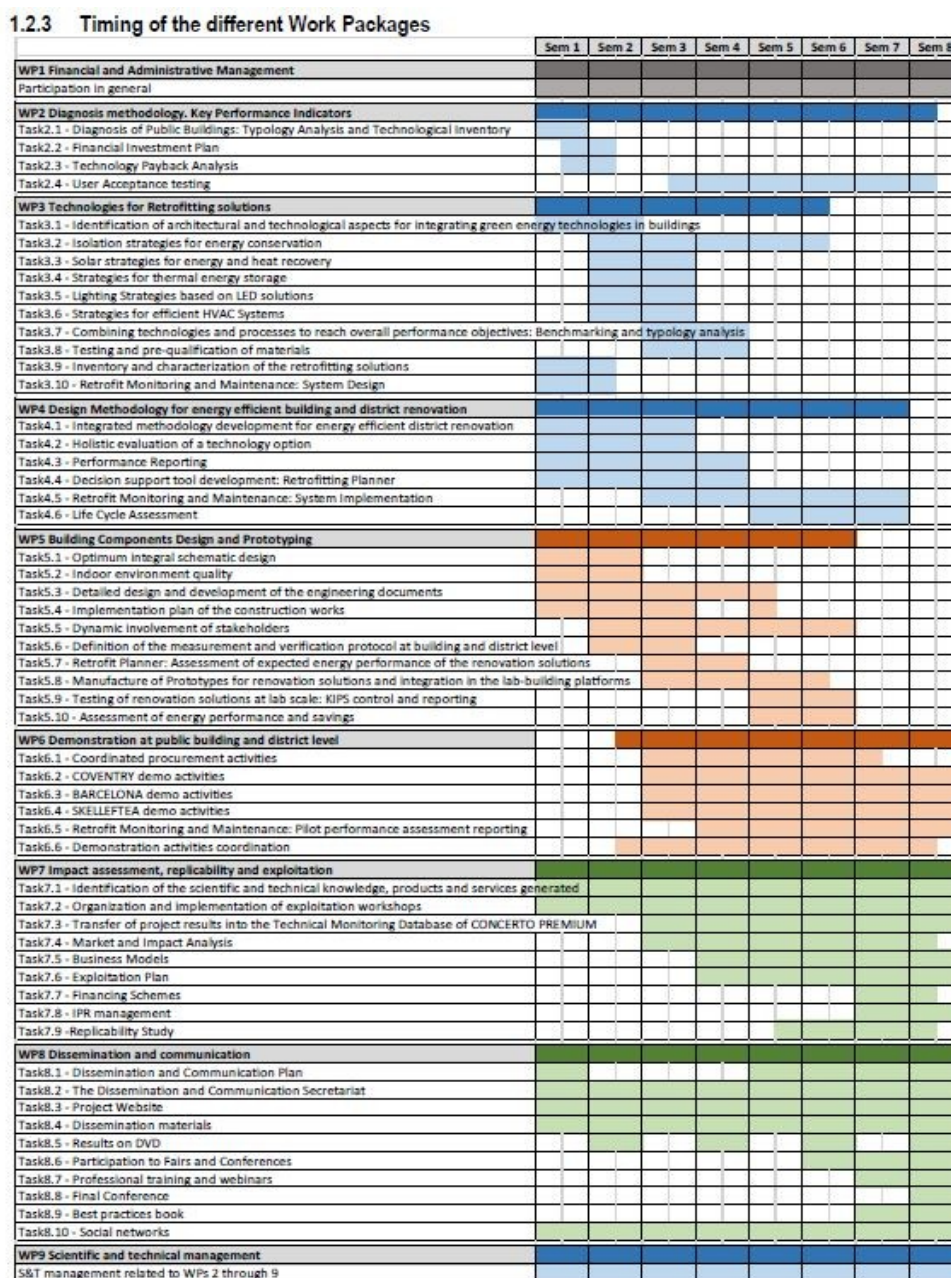 1.2.3 Timing of the different Work Packages
Sem 1 Sem 2 Sem 3 Sem 4 Sem 5 Sem 6 Sem 7 Sem 8
WP1 Financial and Administrative Management
Participation in general
WP2 Diagnosis methodology. Key Performance Indicators
Task2.1 - Diagnosis of Public Buildings: Typology Analysis and Technological Inventory
Task2.2 - Financial Investment Plan
Task2.3 - Technology Payback Analysis
Task2.4 - User Acceptance testing
WP3 Technologies for Retrofitting solutions
Task3.1 - Identification of architectural and technological aspects for integrating green energy technologies in buildings
Task3.2 - Isolation strategies for energy conservation
Task3.3 - Solar strategies for energy and heat recovery
Task3.4 - Strategies for thermal energy storage
Task3.5 - Lighting Strategies based on LED solutions
Task3.6 - Strategies for efficient HVAC Systems
Task3.7 - Combining technologies and processes to reach overall performance objectives: Benchmarking and typology analysis
Task3.8 - Testing and pre-qualification of materials
Task3.9 - Inventory and characterization of the retrofitting solutions
Task3.10 - Retrofit Monitoring and Maintenance: System Design
WP4 Design Methodology for energy efficient building and district renovation
Task4.1 - Integrated methodology development for energy efficient district renovation
Task4.2 - Holistic evaluation of a technology option
Task4.3 - Performance Reporting
Task4.4 - Decision support tool development: Retrofitting Planner
Task4.5 - Retrofit Monitoring and Maintenance: System Implementation
Task4.6 - Life Cycle Assessment
WP5 Building Components Design and Prototyping
Task5.1 - Optimum integral schematic design
Task5.2 - Indoor environment quality
Task5.3 - Detailed design and development of the engineering documents
Task5.4 - Implementation plan of the construction works
Task5.5 - Dynamic involvement of stakeholders
Task5.6 - Definition of the measurement and verification protocol at building and district level
Task5.7 - Retrofit Planner: Assessment of expected energy performance of the renovation solutions
Task5.8 - Manufacture of Prototypes for renovation solutions and integration in the lab-building platforms
Task5.9 - Testing of renovation solutions at lab scale: KIPS control and reporting
Task5.10 - Assessment of energy performance and savings
WP6 Demonstration at public building and district level
Task6.1 - Coordinated procurement activities
Task6.2 - COVENTRY demo activities
Task6.3 - BARCELONA demo activities
Task6.4 - SKELLEFTEA demo activities
Task6.5 - Retrofit Monitoring and Maintenance: Pilot performance assessment reporting
Task6.6 - Demonstration activities coordination
WP7 Impact assessment, replicability and exploitation
Task7.1 - Identification of the scientific and technical knowledge, products and services generated
Task7.2 - Organization and implementation of exploitation workshops
Task7.3 - Transfer of project results into the Technical Monitoring Database of CONCERTO PREMIUM
Task7.4 - Market and Impact Analysis
Task7.5 - Business Models
Task7.6 - Exploitation Plan
Task7.7 - Financing Schemes
Task7.8 - IPR management
Task7.9 -Replicability Study
WP8 Dissemination and communication
Task8.1 - Dissemination and Communication Plan
Task8.2 - The Dissemination and Communication Secretariat
Task8.3 - Project Website
Task8.4 - Dissemination materials
Task8.5 - Results on DVD
Task8.6 - Participation to Fairs and Conferences
Task8.7 - Professional training and webinars
Task8.8 - Final Conference
Task8.9 - Best practices book
Task8.10 - Social networks
WP9 Scientific and technical management
S&T management related to WPs 2 through 9